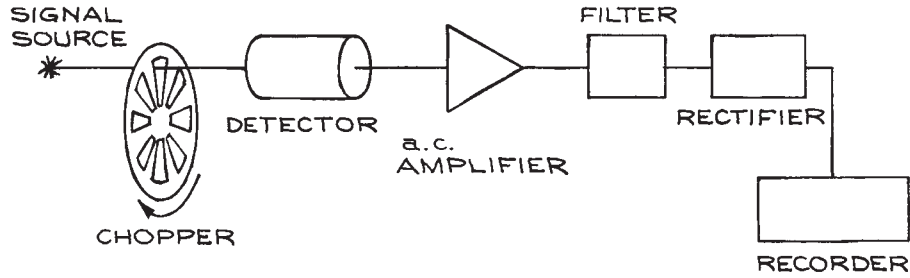 SIGNAL
SOURCE
CHOPPER
DETECTOR
a.c.
AMPLIFIER
FILTER
RECTIFIER
RECORDER